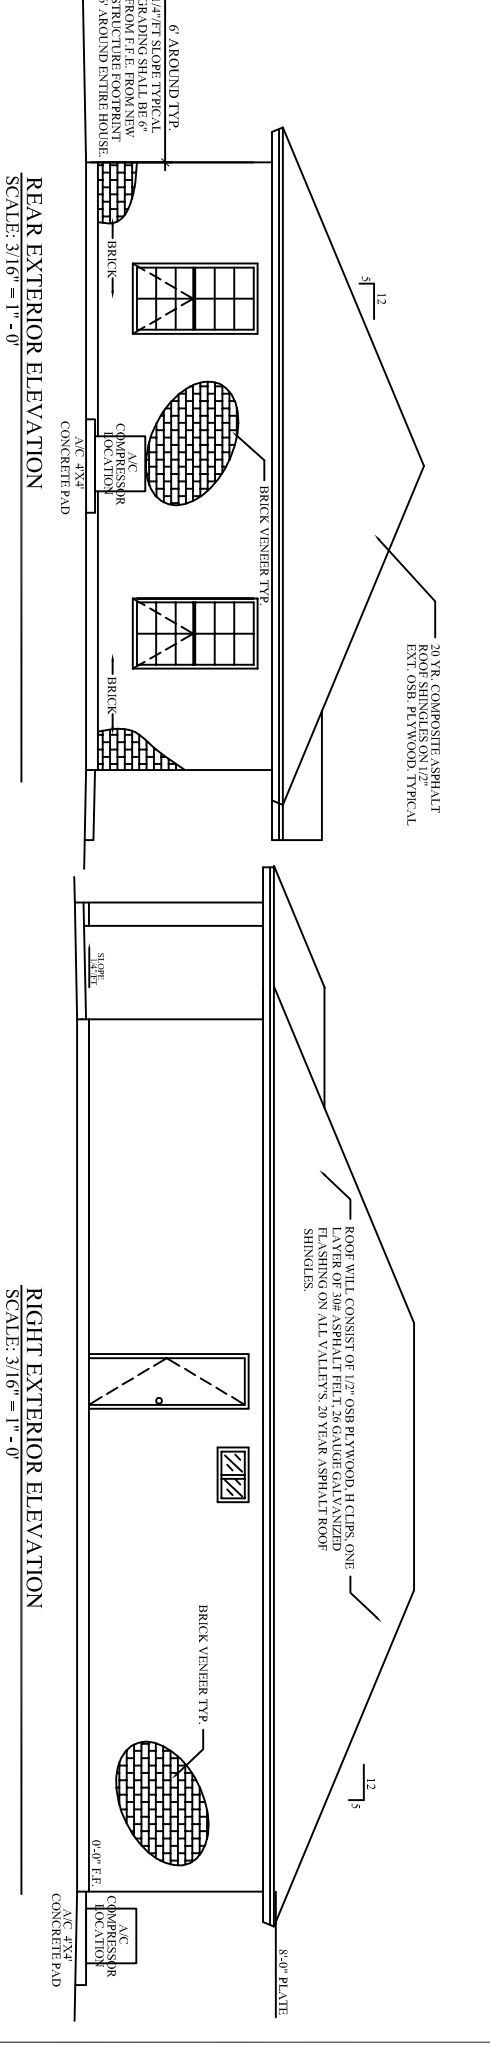 6' AROUND TYP.
1/4"/FT SLOPE TYPICAL
GRADING SHALL BE 6"
FROM F.F.E. FROM NEW
STRUCTURE FOOTPRINT
6' AROUND ENTIRE HOUSE.
BRICK
12
5
BRICK VENEER TYP.
A/C
COMPRESSOR
LOCATION
A/C 4'X4'
CONCRETE PAD
BRICK
20 YR. COMPOSITE ASPHALT
ROOF SHINGLES ON 1/2"
EXT. OSB. PLYWOOD. TYPICAL
REAR EXTERIOR ELEVATION
SCALE: 3/16" = 1" - 0'
SLOPE
1/4"/FT
ROOF WILL CONSIST OF 1/2" OSB PLYWOOD, H CLIPS, ONE
LAYER OF 30# ASPHALT FELT, 26 GAUGE GALVANIZED
FLASHING ON ALL VALLEY'S. 20 YEAR ASPHALT ROOF
SHINGLES.
BRICK VENEER TYP.
12
5
0'-0" F.F.
8'-0" PLATE
A/C
COMPRESSOR
LOCATION
A/C 4'X4'
CONCRETE PAD
RIGHT EXTERIOR ELEVATION
SCALE: 3/16" = 1" - 0'